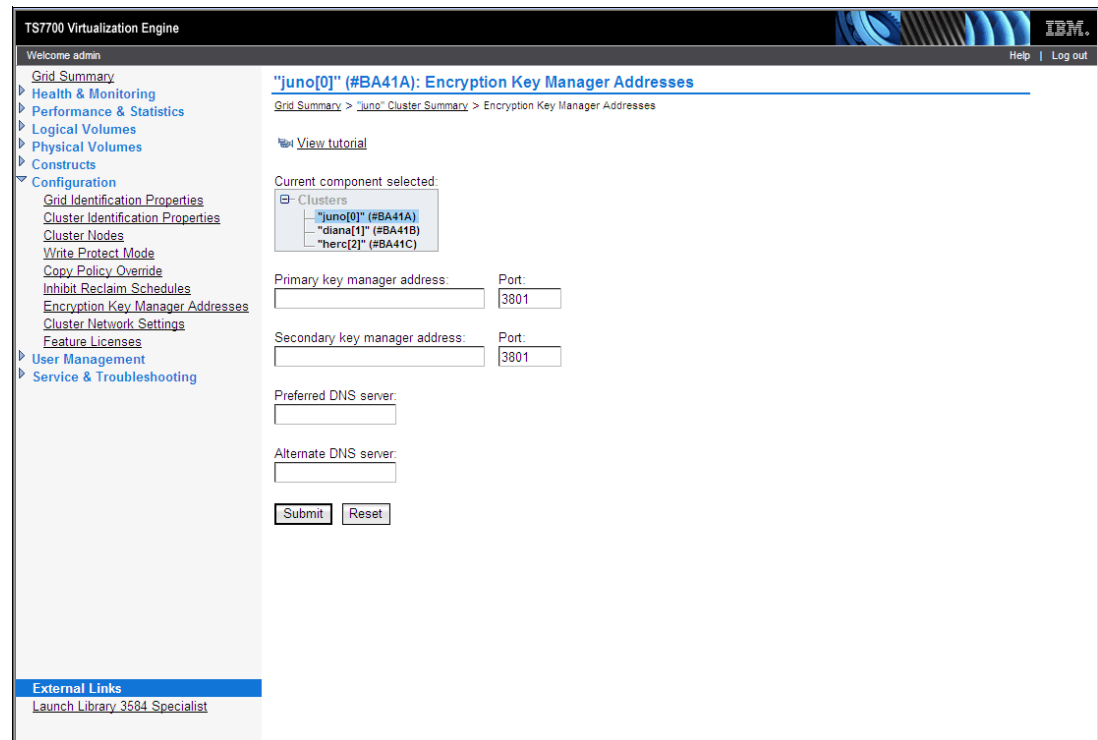 TS7700 Virtualization Engine
IBM.
Welcome admin
Help | Log out
Grid Summary
Health & Monitoring
Performance & Statistics
Logical Volumes
Physical Volumes
Constructs
Configuration
Grid Identification Properties
Cluster Identification Properties
Cluster Nodes
Write Protect Mode
Copy Policy Override
Inhibit Reclaim Schedules
Encryption Key Manager Addresses
Cluster Network Settings
Feature Licenses
User Management
Service & Troubleshooting
External Links
Launch Library 3584 Specialist
"juno[0]" (#BA41A): Encryption Key Manager Addresses
Grid Summary > "juno" Cluster Summary > Encryption Key Manager Addresses
View tutorial
Current component selected:
Clusters
"juno[0]" (#BA41A)
"diana[1]" (#BA41B)
"herc[2]" (#BA41C)
Primary key manager address: Port:
3801
Secondary key manager address: Port:
3801
Preferred DNS server:
Alternate DNS server:
Submit Reset